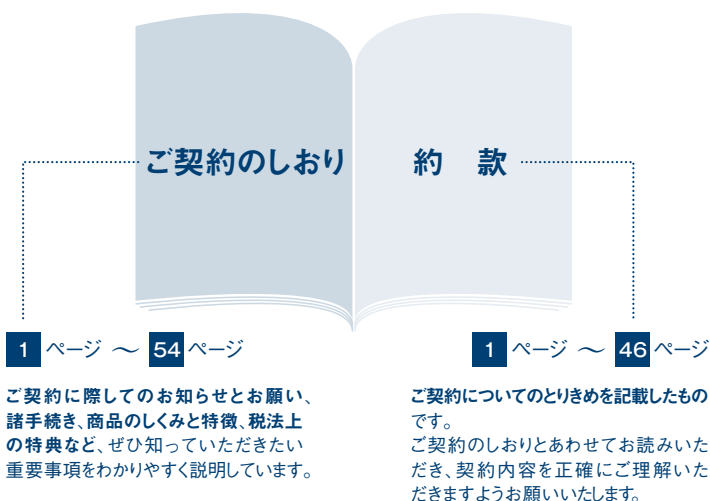 ご契約のしおり
約 款
1 ページ ～ 54 ページ
ご契約に際してのお知らせとお願い、
諸手続き、商品のしくみと特徴、税法上
の特典など、ぜひ知っていただきたい
重要事項をわかりやすく説明しています。
1 ページ ～ 46 ページ
ご契約についてのとりきめを記載したもの
です。
ご契約のしおりとあわせてお読みいた
だき、契約内容を正確にご理解いた
だきますようお願いいたします。